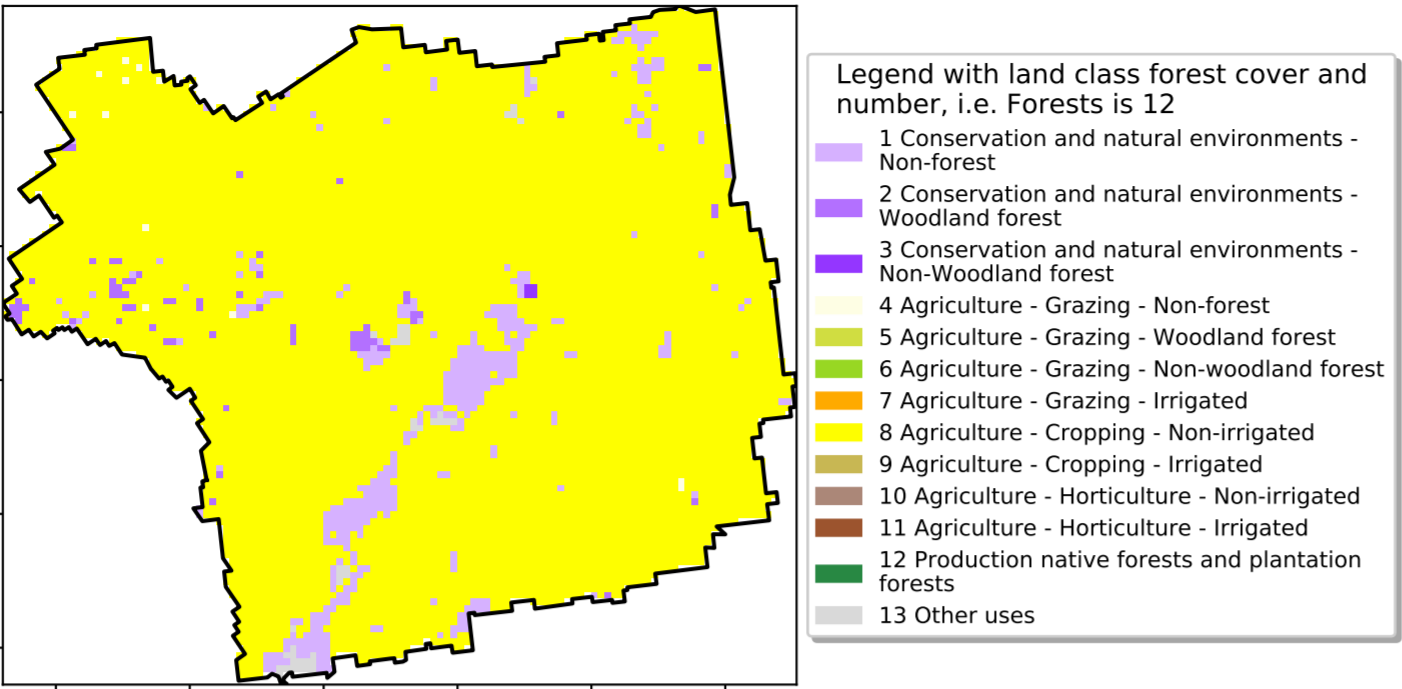 Legend with land class forest cover and
number, i.e. Forests is 12
1 Conservation and natural environments -
Non-forest
2 Conservation and natural environments -
Woodland forest
3 Conservation and natural environments -
Non-Woodland forest
4 Agriculture - Grazing - Non-forest
5 Agriculture - Grazing - Woodland forest
6 Agriculture - Grazing - Non-woodland forest
7 Agriculture - Grazing - Irrigated
8 Agriculture - Cropping - Non-irrigated
9 Agriculture - Cropping - Irrigated
10 Agriculture - Horticulture - Non-irrigated
11 Agriculture - Horticulture - Irrigated
12 Production native forests and plantation
forests
13 Other uses